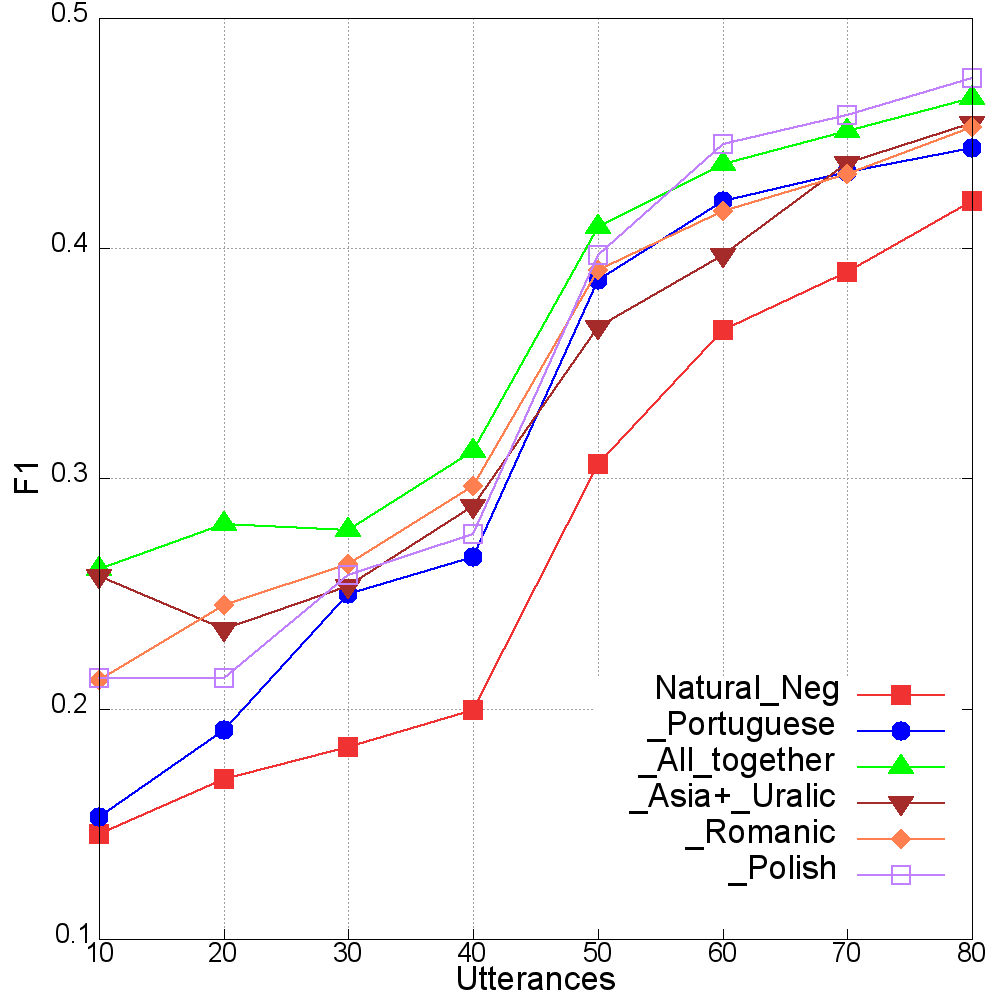 0.5
0.4
0.3
0.2
0.1
F1
10 20 30 40 50 60 70 80
Utterances
Natural_Neg
_Portuguese
_All_together
_Asia+_Uralic
_Romanic
_Polish